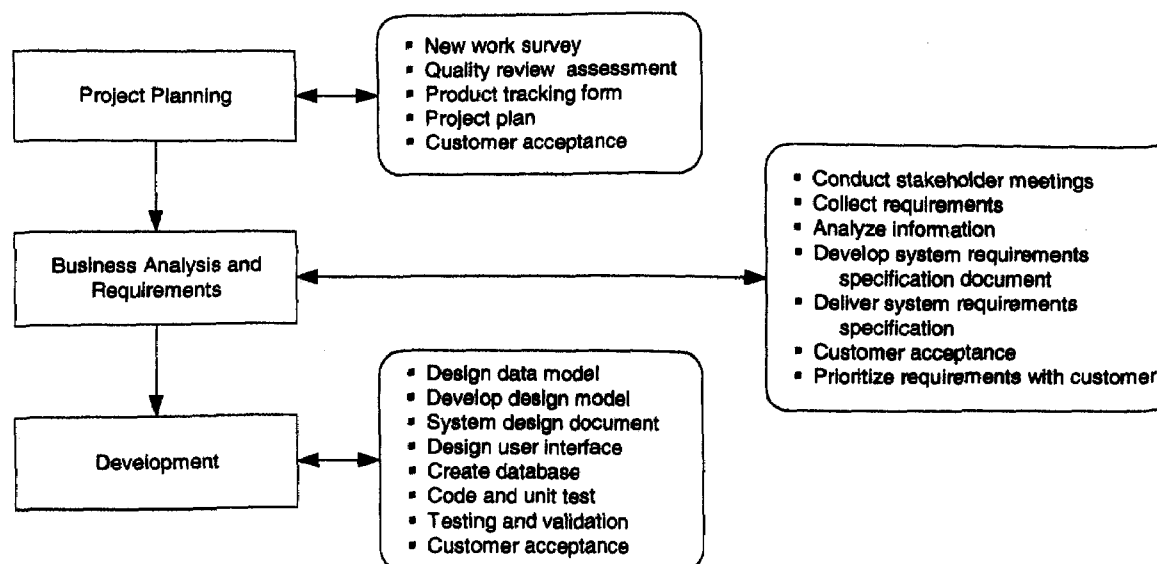 Project Planning
▪ New work survey
▪ Quality review assessment
▪ Product tracking form
▪ Project plan
▪ Customer acceptance
Business Analysis and
Requirements
▪ Conduct stakeholder meetings
▪ Collect requirements
▪ Analyze information
▪ Develop system requirements
specification document
▪ Deliver system requirements
specification
▪ Customer acceptance
▪ Prioritize requirements with customer
Development
▪ Design data model
▪ Develop design model
▪ System design document
▪ Design user interface
▪ Create database
▪ Code and unit test
▪ Testing and validation
▪ Customer acceptance